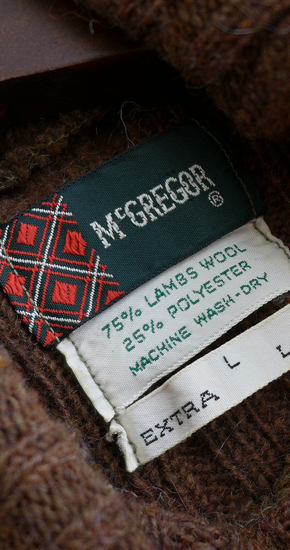 McGREGOR®
75% LAMBS WOOL
25% POLYESTER
MACHINE WASH-DRY
EXTRA L L